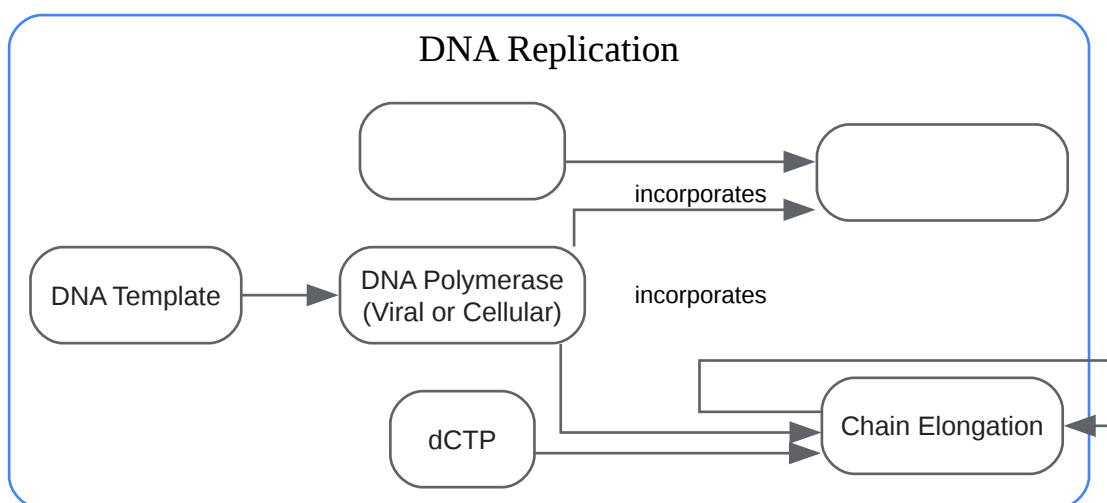 DNA Replication
incorporates
DNA Template
DNA Polymerase
(Viral or Cellular)
incorporates
dCTP
Chain Elongation